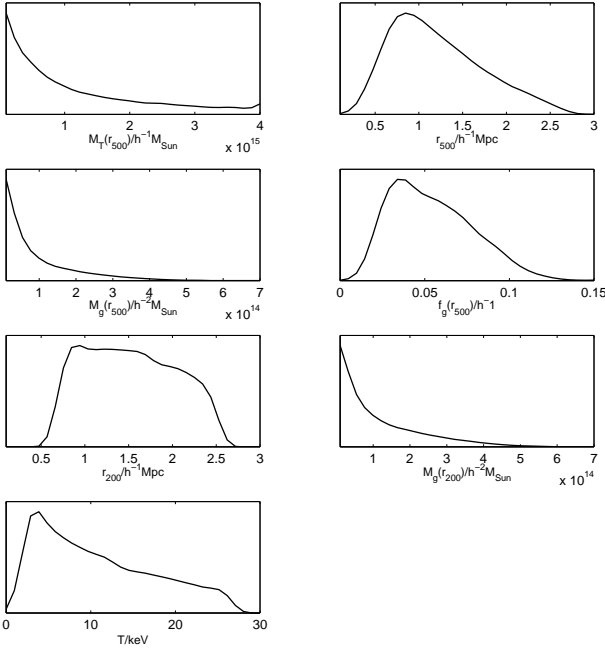 1 2 3 4
M_T(r_500)/h^-1M_Sun
x 10^15
0.5 1 1.5 2 2.5 3
r_500/h^-1Mpc
1 2 3 4 5 6 7
M_g(r_500)/h^-2M_Sun
x 10^14
0 0.05 0.1 0.15
f_g(r_500)/h^-1
0.5 1 1.5 2 2.5 3
r_200/h^-1Mpc
1 2 3 4 5 6 7
M_g(r_200)/h^-2M_Sun
x 10^14
0 10 20 30
T/keV